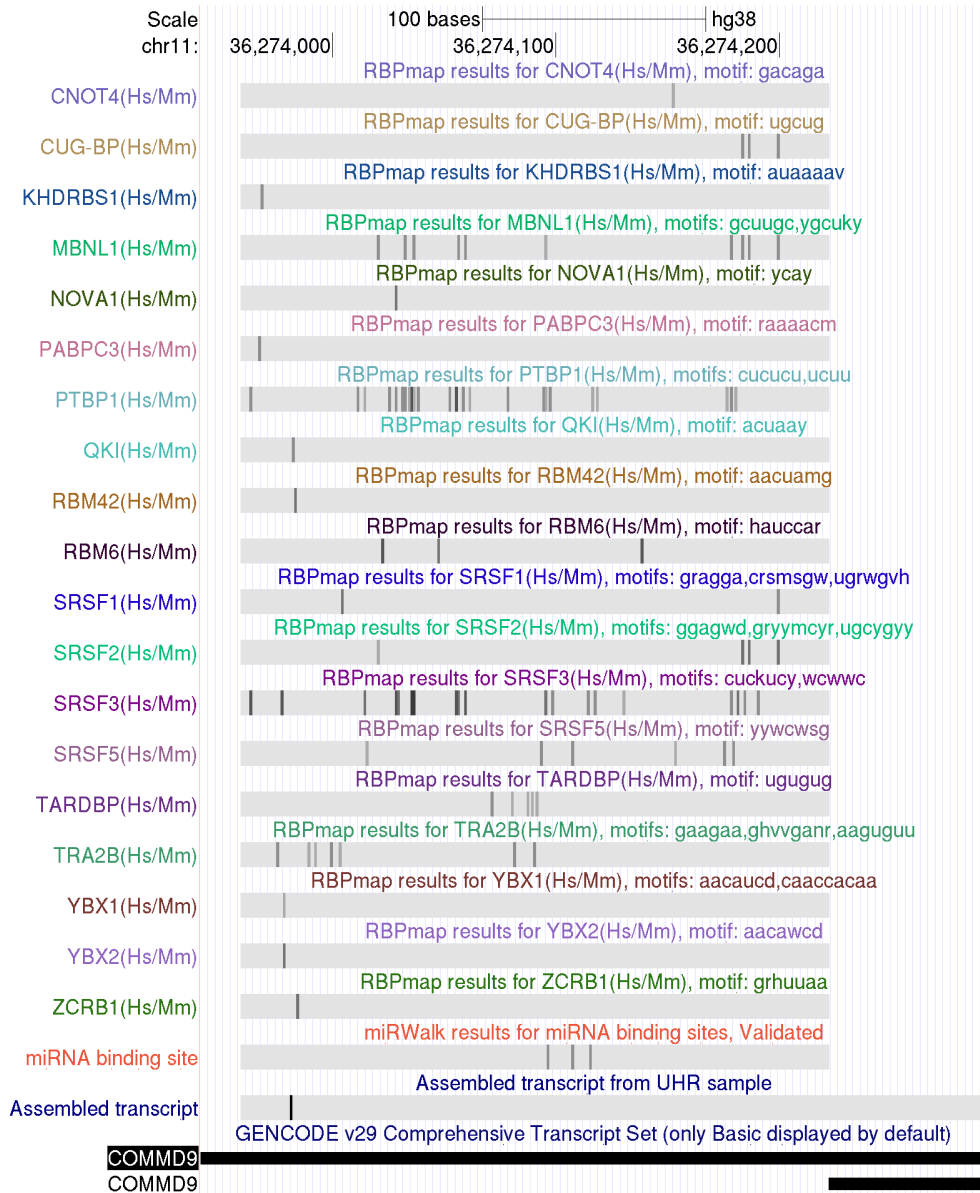 Scale 100 bases hg38
chr11: 36,274,000 36,274,100 36,274,200
RBPmap results for CNOT4(Hs/Mm), motif: gacaga
CNOT4(Hs/Mm)
RBPmap results for CUG-BP(Hs/Mm), motif: ugcug
CUG-BP(Hs/Mm)
RBPmap results for KHDRBS1(Hs/Mm), motif: auaaaav
KHDRBS1(Hs/Mm)
RBPmap results for MBNL1(Hs/Mm), motifs: gcuugc,ygcuky
MBNL1(Hs/Mm)
RBPmap results for NOVA1(Hs/Mm), motif: ycay
NOVA1(Hs/Mm)
RBPmap results for PABPC3(Hs/Mm), motif: raaaacm
PABPC3(Hs/Mm)
RBPmap results for PTBP1(Hs/Mm), motifs: cucucu,ucuu
PTBP1(Hs/Mm)
RBPmap results for QKI(Hs/Mm), motif: acuaay
QKI(Hs/Mm)
RBPmap results for RBM42(Hs/Mm), motif: aacuamg
RBM42(Hs/Mm)
RBPmap results for RBM6(Hs/Mm), motif: hauccar
RBM6(Hs/Mm)
RBPmap results for SRSF1(Hs/Mm), motifs: gragga,crsmsgw,ugrwgvh
SRSF1(Hs/Mm)
RBPmap results for SRSF2(Hs/Mm), motifs: ggagwd,gryymcyr,ugcygyy
SRSF2(Hs/Mm)
RBPmap results for SRSF3(Hs/Mm), motifs: cuckucy,wcwwc
SRSF3(Hs/Mm)
RBPmap results for SRSF5(Hs/Mm), motif: yywcwsg
SRSF5(Hs/Mm)
RBPmap results for TARDBP(Hs/Mm), motif: ugugug
TARDBP(Hs/Mm)
RBPmap results for TRA2B(Hs/Mm), motifs: gaagaa,ghvvganr,aaguguu
TRA2B(Hs/Mm)
RBPmap results for YBX1(Hs/Mm), motifs: aacaucd,caaccacaa
YBX1(Hs/Mm)
RBPmap results for YBX2(Hs/Mm), motif: aacawcd
YBX2(Hs/Mm)
RBPmap results for ZCRB1(Hs/Mm), motif: grhuuaa
ZCRB1(Hs/Mm)
miRWalk results for miRNA binding sites, Validated
miRNA binding site
Assembled transcript from UHR sample
Assembled transcript
GENCODE v29 Comprehensive Transcript Set (only Basic displayed by default)
COMMD9
COMMD9